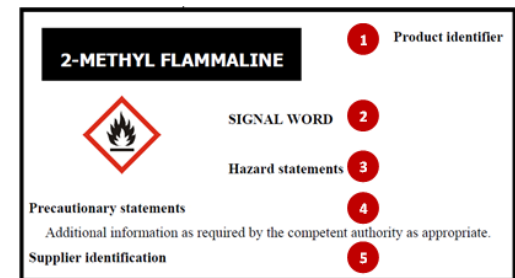 1 Product identifier
2-METHYL FLAMMALINE
SIGNAL WORD 2
Hazard statements 3
Precautionary statements 4
Additional information as required by the competent authority as appropriate.
Supplier identification 5